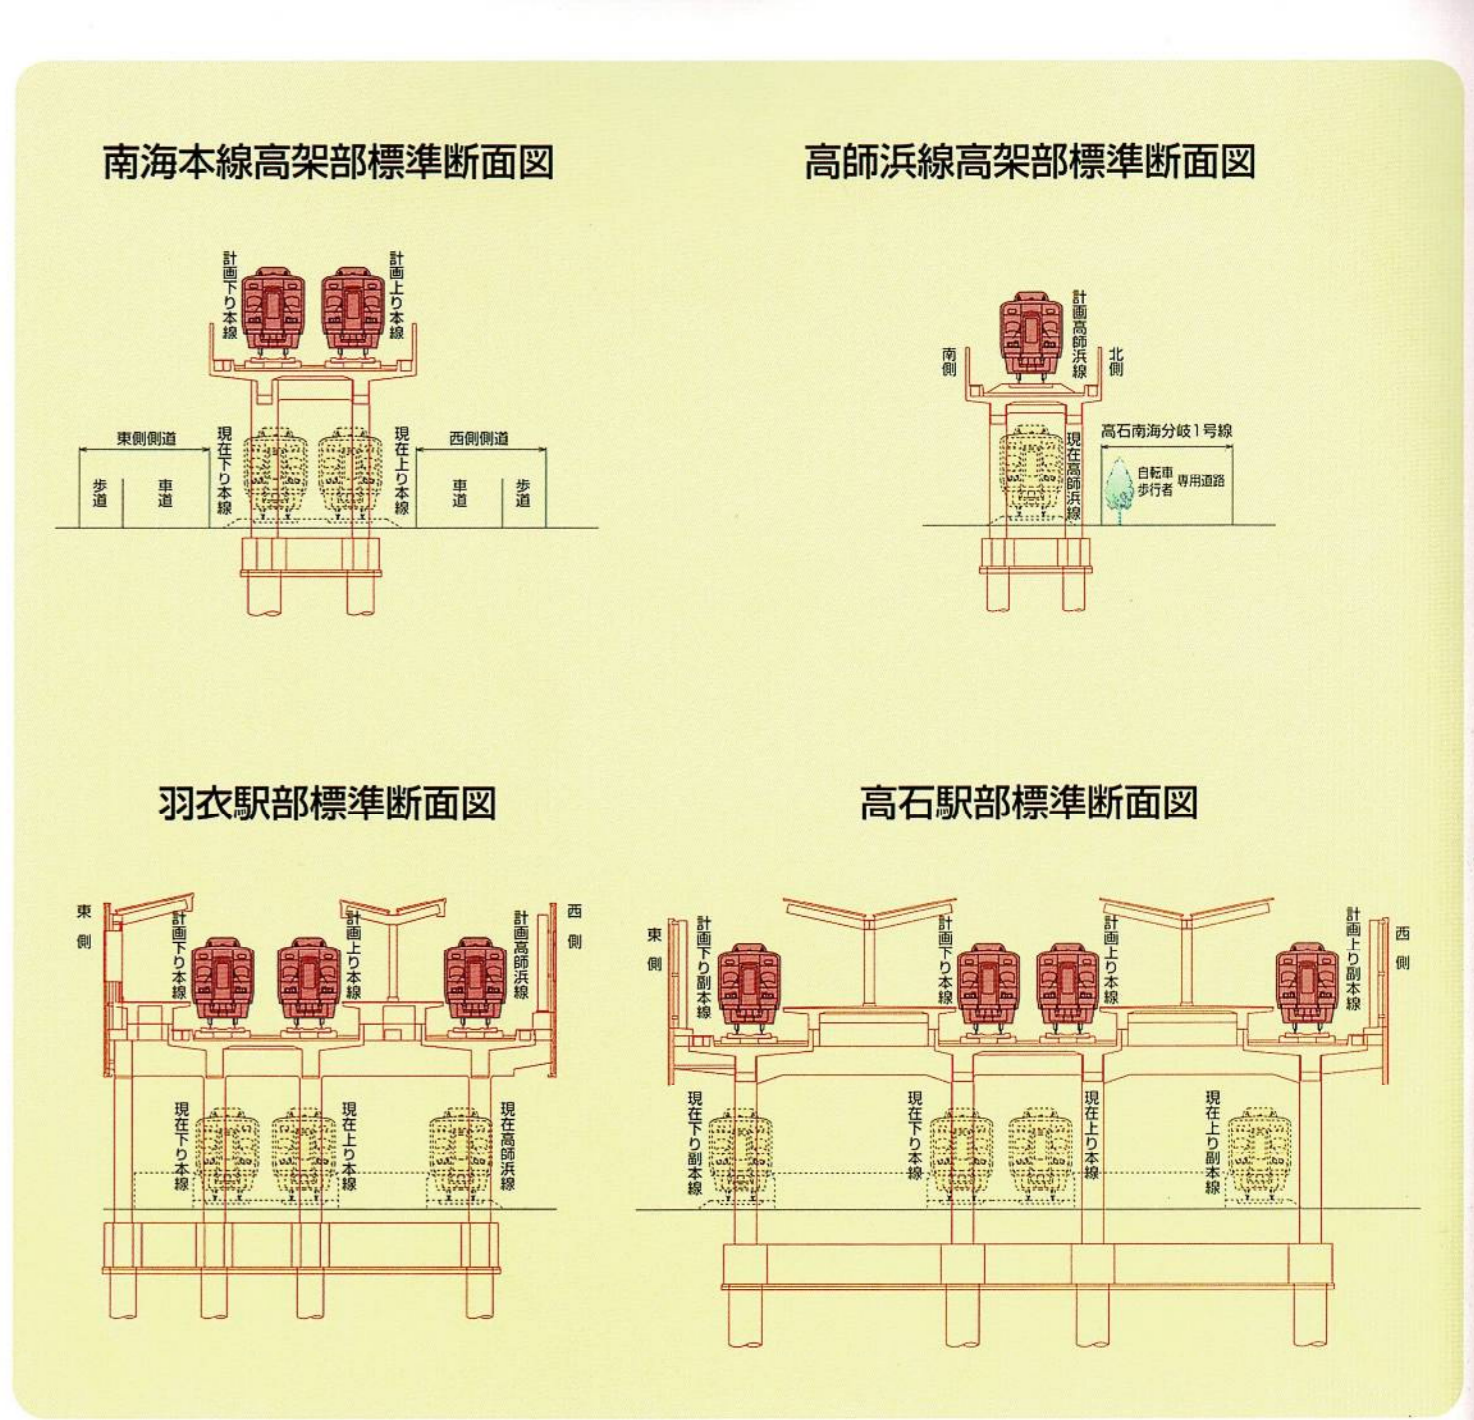 南海本線高架部標準断面図
計画下り本線
計画上り本線
東側側道
歩道
車道
現在下り本線
現在上り本線
西側側道
車道
歩道
高師浜線高架部標準断面図
南側
計画高師浜線
北側
現在高師浜線
高石南海分岐1号線
自転車
歩行者
専用道路
羽衣駅部標準断面図
東側
計画下り本線
計画上り本線
計画高師浜線
西側
現在下り本線
現在上り本線
現在高師浜線
高石駅部標準断面図
東側
計画下り副本線
計画下り本線
計画上り本線
計画上り副本線
西側
現在下り副本線
現在下り本線
現在上り本線
現在上り副本線